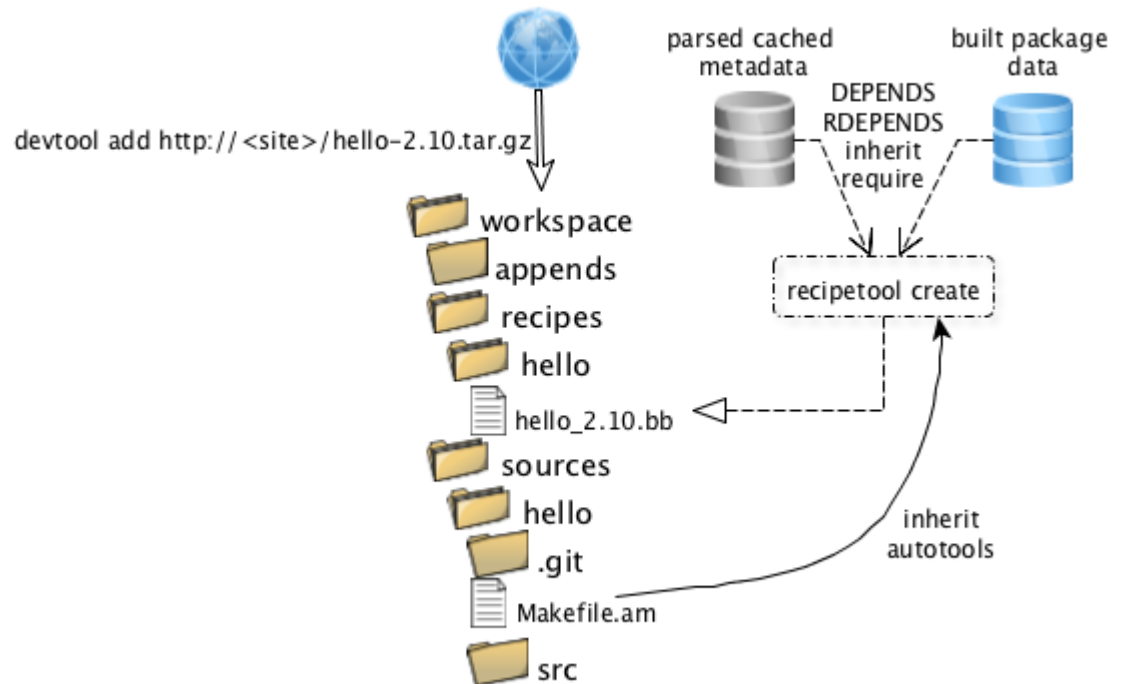 parsed cached
metadata
built package
data
DEPENDS
RDEPENDS
inherit
require
devtool add http://<site>/hello-2.10.tar.gz
workspace
appends
recipes
hello
hello_2.10.bb
sources
hello
.git
Makefile.am
src
recipetool create
inherit
autotools